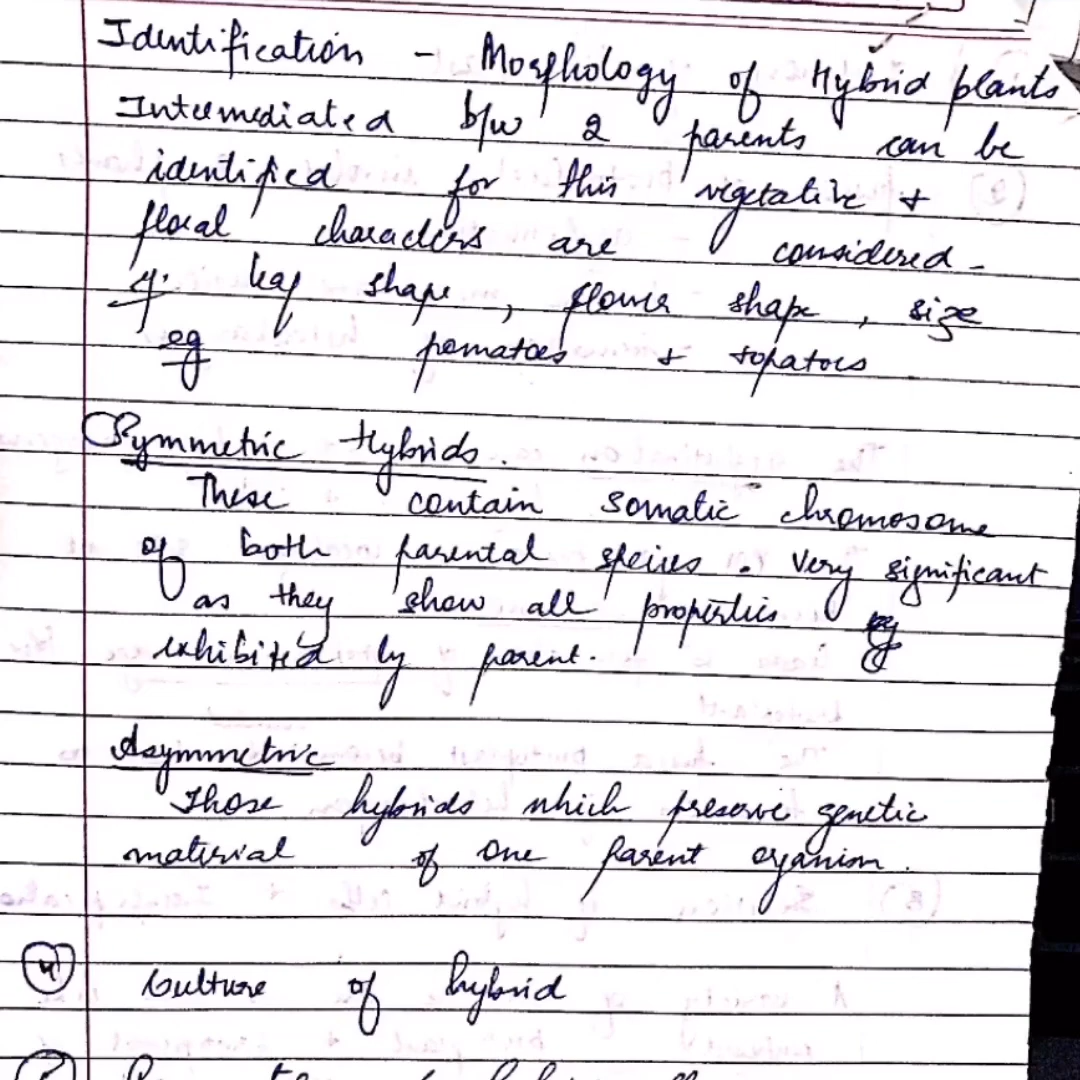 Identification - Morphology of Hybrid plants
Intermediated b/w 2 parents can be
identified for this vegetative +
floral characters are considered -
eg. leaf shape, flower shape, size
eg pomatoes + topatoes
Symmetric Hybrids.
These contain somatic chromosome
of both parental speices. Very significant
as they show all properties
exhibited by parent.
Asymmetric
Those hybrids which preserve genetic
material of one parent organism.
(4) Culture of hybrid